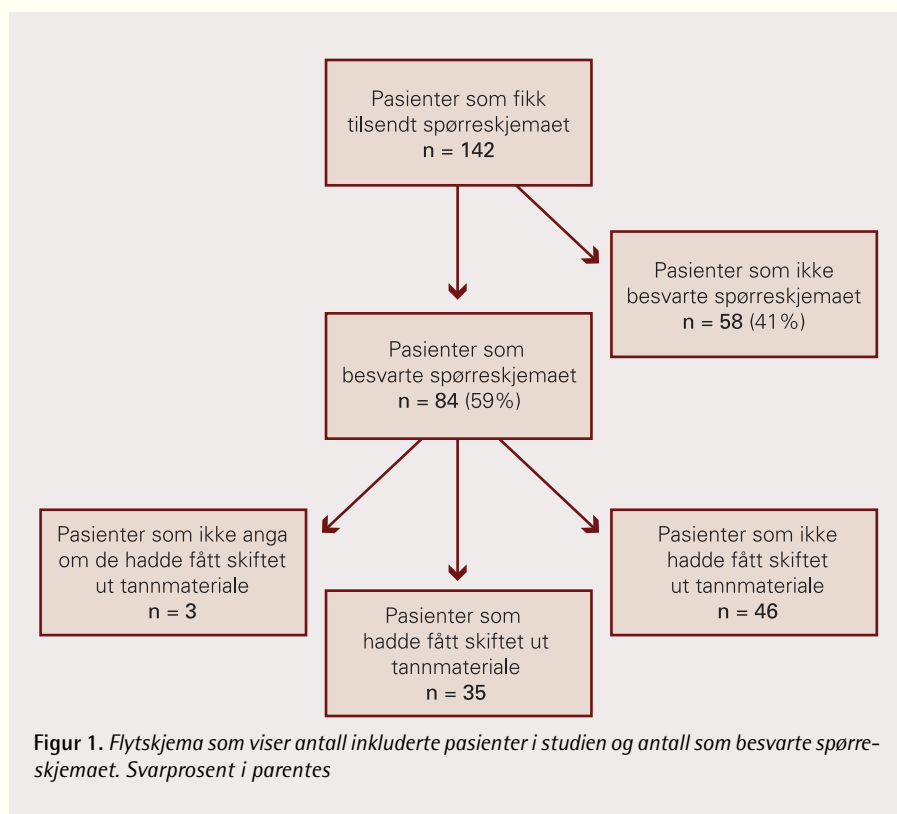 Pasienter som fikk
tilsendt spørreskjemaet
n = 142
Pasienter som ikke
besvarte spørreskjemaet
n = 58 (41%)
Pasienter som
besvarte spørreskjemaet
n = 84 (59%)
Pasienter som ikke anga
om de hadde fått skiftet
ut tannmateriale
n = 3
Pasienter som
hadde fått skiftet ut
tannmateriale
n = 35
Pasienter som ikke
hadde fått skiftet
ut tannmateriale
n = 46
Figur 1. Flytskjema som viser antall inkluderte pasienter i studien og antall som besvarte spørre-
skjemaet. Svarprosent i parentes